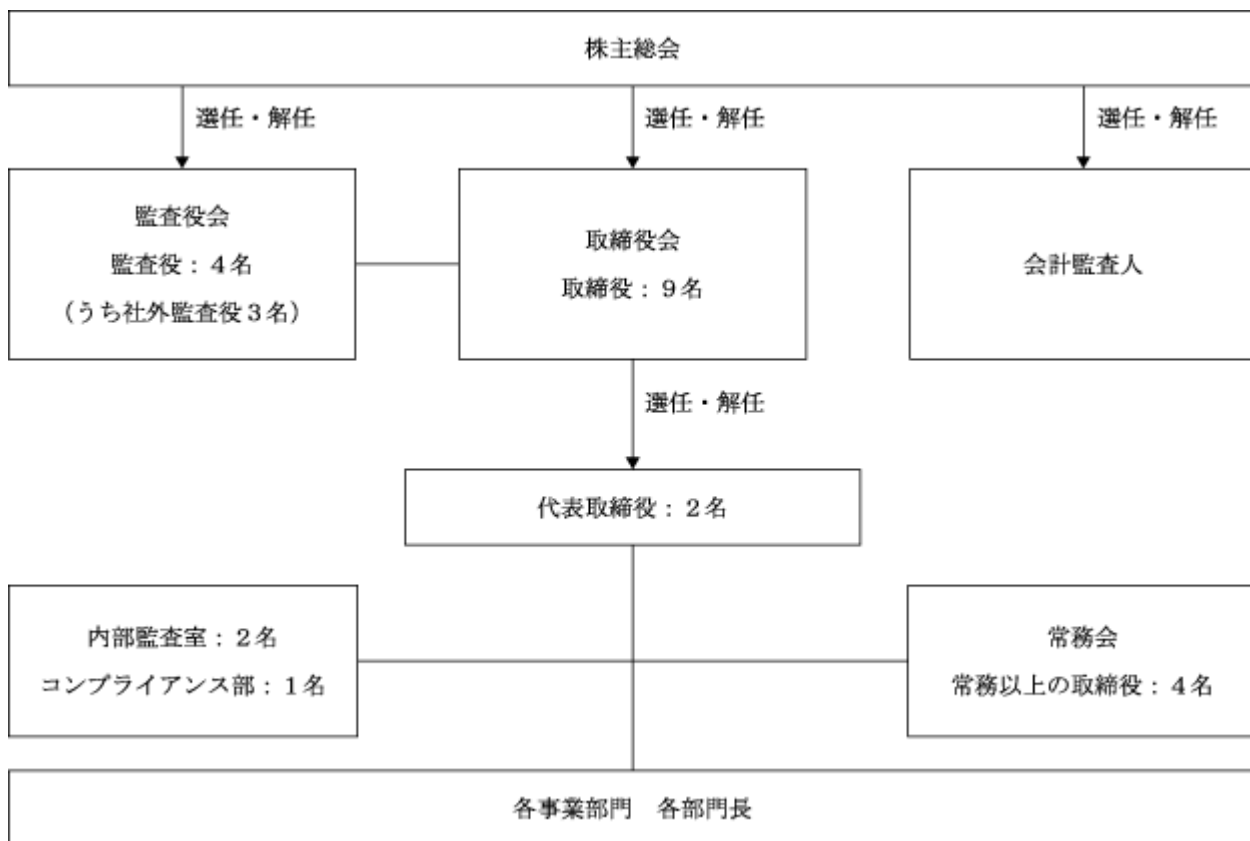 株主総会
選任・解任
選任・解任
選任・解任
監査役会
監査役：４名
（うち社外監査役３名）
取締役会
取締役：９名
会計監査人
選任・解任
代表取締役：２名
内部監査室：２名
コンプライアンス部：１名
常務会
常務以上の取締役：４名
各事業部門　各部門長